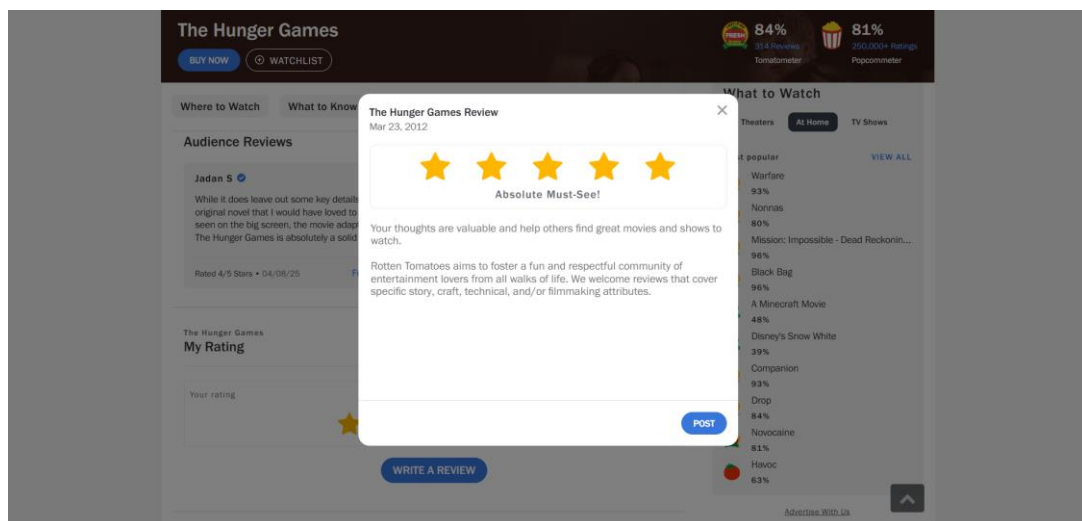 The Hunger Games
BUY NOW
WATCHLIST
FRESH
84%
314 Reviews
Tomatometer
81%
250,000+ Ratings
Popcornmeter
Where to Watch
What to Know
Audience Reviews
Jadan S
While it does leave out some key details
original novel that I would have loved to
seen on the big screen, the movie adap
The Hunger Games is absolutely a solid
Rated 4/5 Stars • 04/08/25
The Hunger Games
My Rating
Your rating
WRITE A REVIEW
The Hunger Games Review
Mar 23, 2012
Absolute Must-See!
Your thoughts are valuable and help others find great movies and shows to
watch.
Rotten Tomatoes aims to foster a fun and respectful community of
entertainment lovers from all walks of life. We welcome reviews that cover
specific story, craft, technical, and/or filmmaking attributes.
POST
What to Watch
Theaters
At Home
TV Shows
t popular
VIEW ALL
Warfare
93%
Nonnas
80%
Mission: Impossible - Dead Reckonin...
96%
Black Bag
96%
A Minecraft Movie
48%
Disney's Snow White
39%
Companion
93%
Drop
84%
Novocaine
81%
Havoc
63%
Advertise With Us